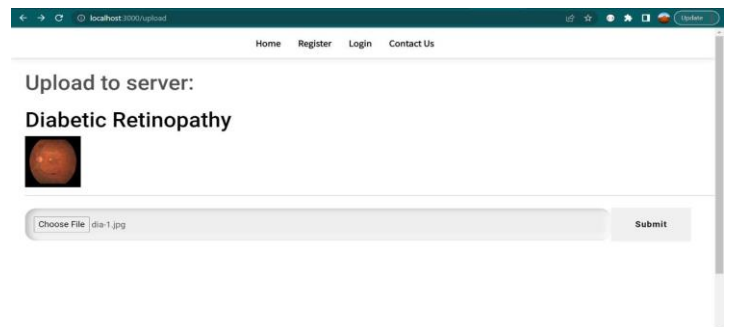 localhost:3000/upload
Update
Home Register Login Contact Us
Upload to server:
Diabetic Retinopathy
Choose File dia-1.jpg
Submit